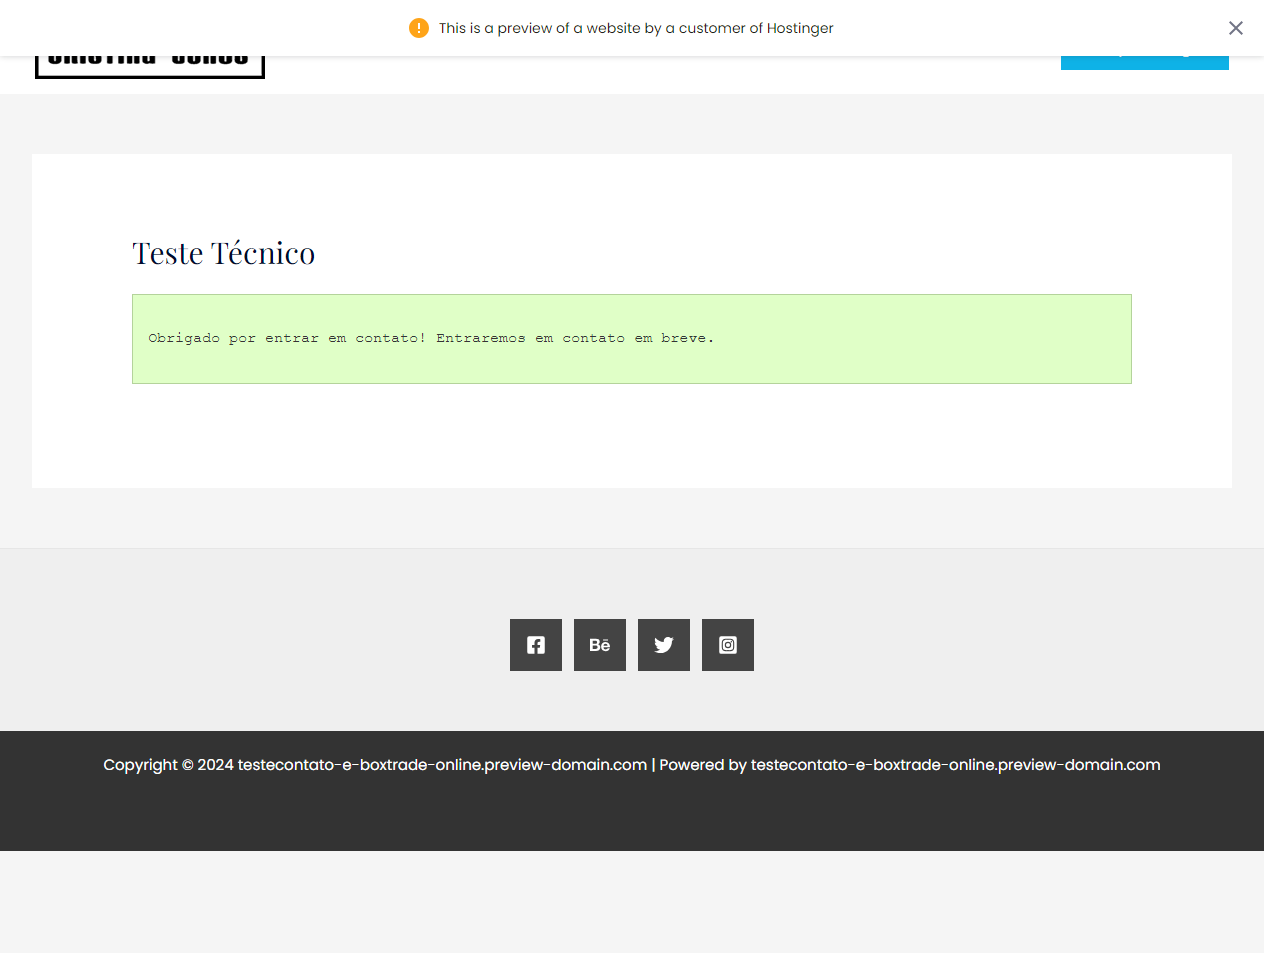 This is a preview of a website by a customer of Hostinger
Teste Técnico
Obrigado por entrar em contato! Entraremos em contato em breve.
Bē
Copyright © 2024 testecontato-e-boxtrade-online.preview-domain.com | Powered by testecontato-e-boxtrade-online.preview-domain.com